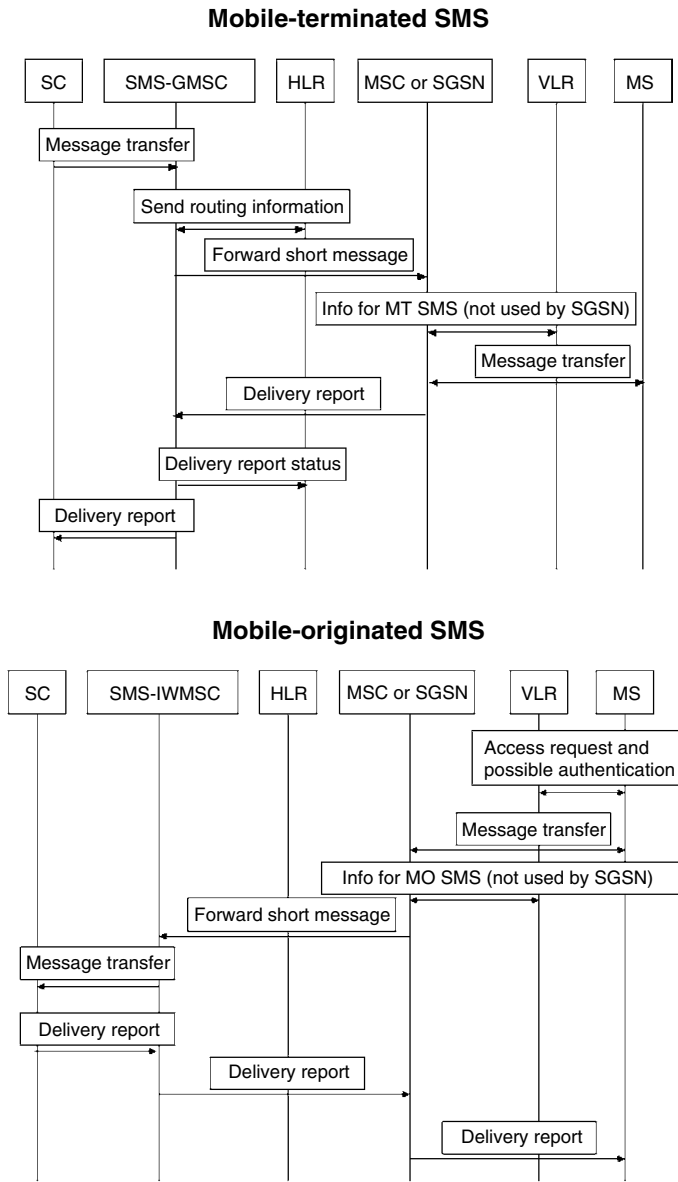 Mobile-terminated SMS
SC SMS-GMSC HLR MSC or SGSN VLR MS
Message transfer
Send routing information
Forward short message
Info for MT SMS (not used by SGSN)
Message transfer
Delivery report
Delivery report status
Delivery report
Mobile-originated SMS
SC SMS-IWMSC HLR MSC or SGSN VLR MS
Access request and
possible authentication
Message transfer
Info for MO SMS (not used by SGSN)
Forward short message
Message transfer
Delivery report
Delivery report
Delivery report